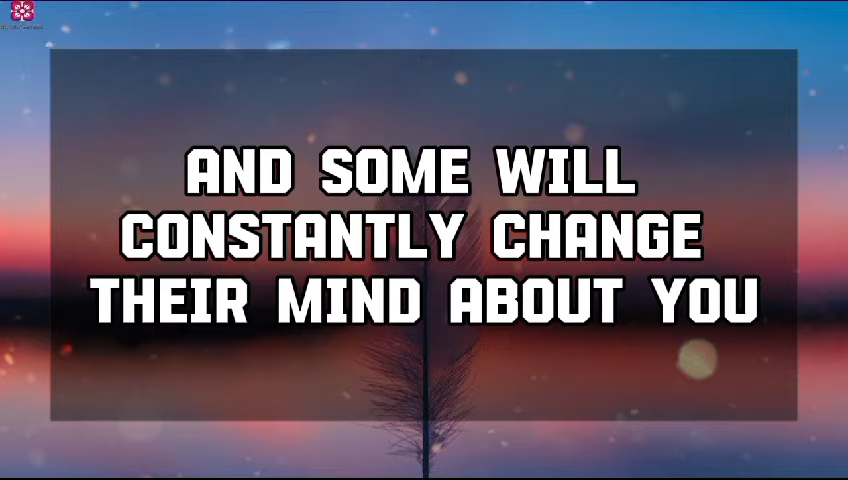 AND SOME WILL
CONSTANTLY CHANGE
THEIR MIND ABOUT YOU